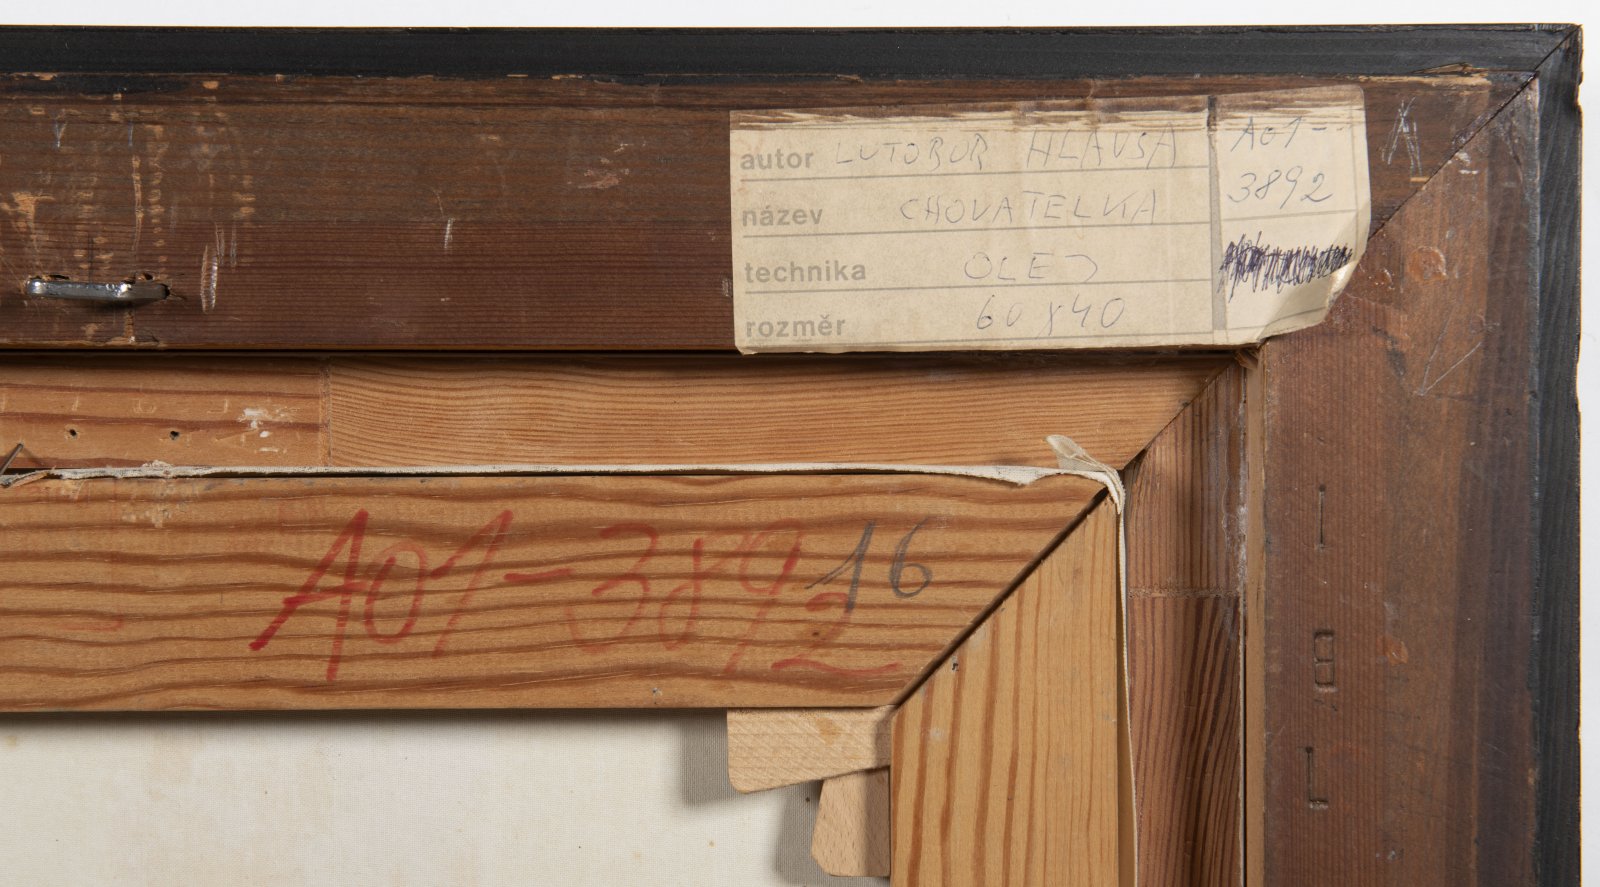 autor LUTOBOR HLAVSA
název CHOVATELKA
technika OLEJ
rozměr 60 x 40
A01-
3892
A01-3892
16